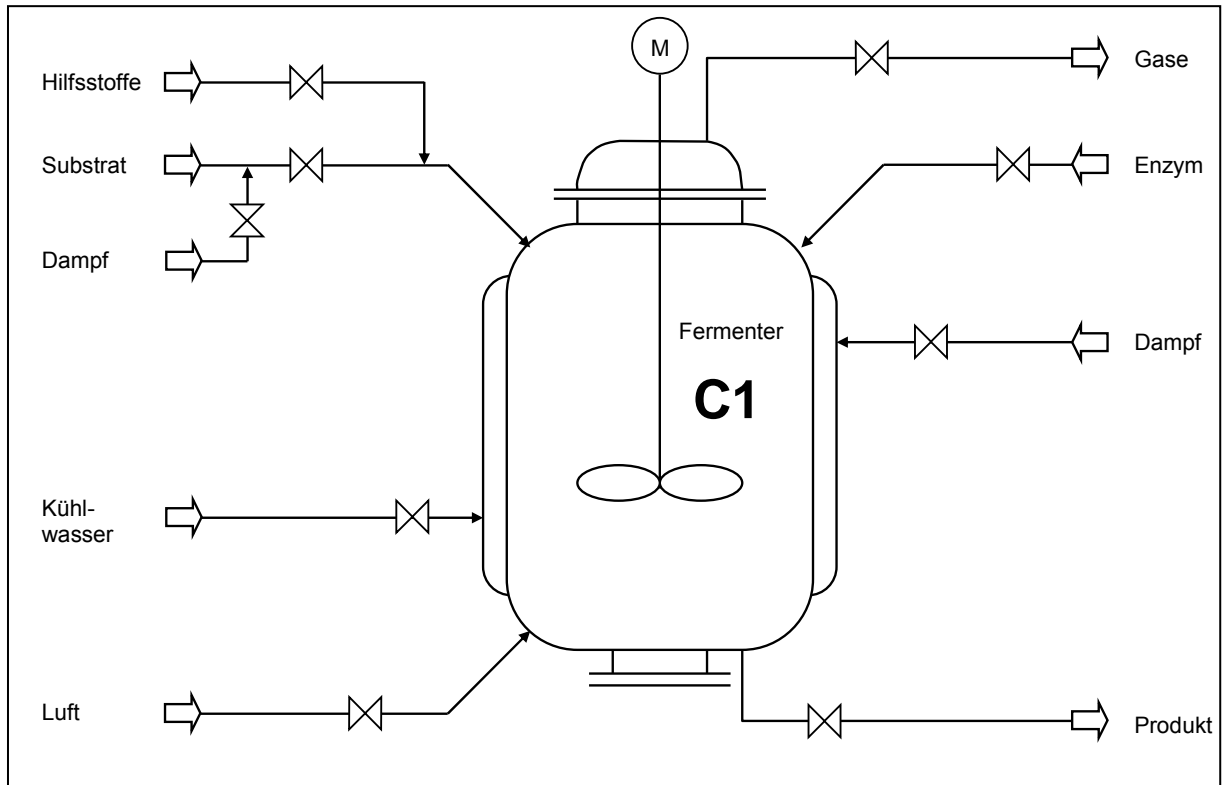 M
Hilfsstoffe
Gase
Substrat
Enzym
Dampf
Fermenter
Dampf
C1
Kühl-
wasser
Luft
Produkt